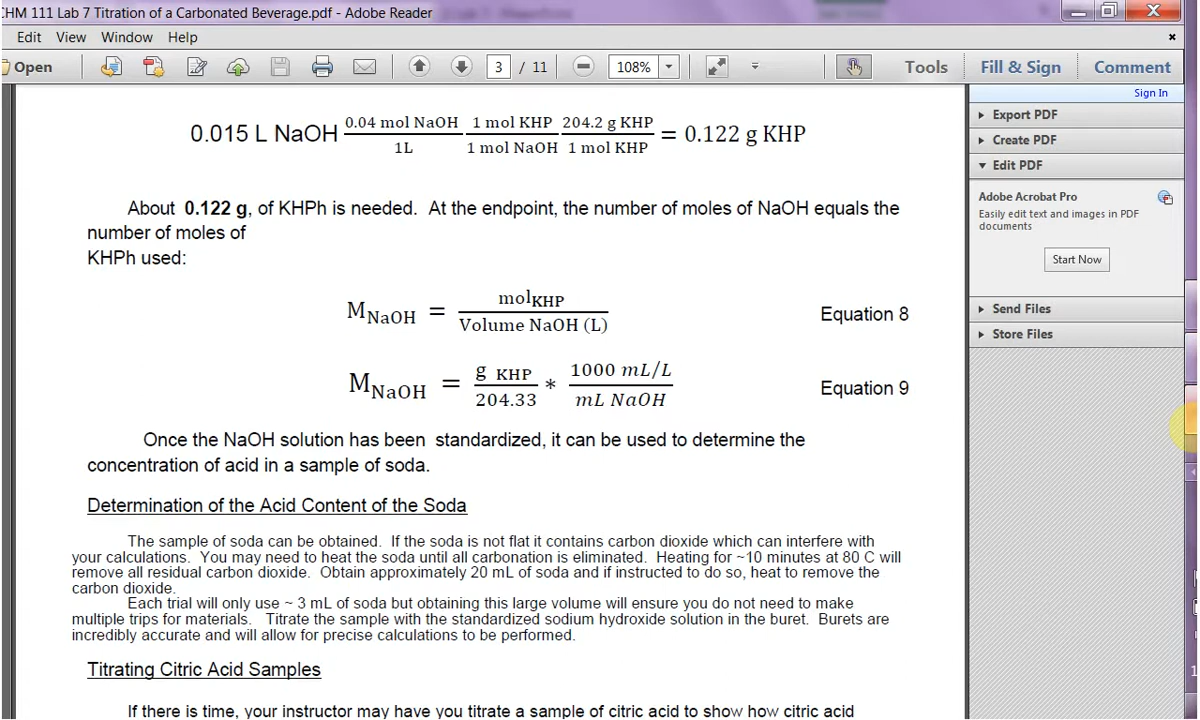 CHM 111 Lab 7 Titration of a Carbonated Beverage.pdf - Adobe Reader
Edit View Window Help
Open 3 / 11 108% Tools Fill & Sign Comment
Sign In
Export PDF
Create PDF
Edit PDF
Adobe Acrobat Pro
Easily edit text and images in PDF
documents
Start Now
Send Files
Store Files
0.015 L NaOH 0.04 mol NaOH / 1L 1 mol KHP / 1 mol NaOH 204.2 g KHP / 1 mol KHP = 0.122 g KHP
About 0.122 g, of KHPh is needed. At the endpoint, the number of moles of NaOH equals the
number of moles of
KHPh used:
M NaOH = mol KHP / Volume NaOH (L) Equation 8
M NaOH = g KHP / 204.33 * 1000 mL/L / mL NaOH Equation 9
Once the NaOH solution has been standardized, it can be used to determine the
concentration of acid in a sample of soda.
Determination of the Acid Content of the Soda
The sample of soda can be obtained. If the soda is not flat it contains carbon dioxide which can interfere with
your calculations. You may need to heat the soda until all carbonation is eliminated. Heating for ~10 minutes at 80 C will
remove all residual carbon dioxide. Obtain approximately 20 mL of soda and if instructed to do so, heat to remove the
carbon dioxide.
Each trial will only use ~ 3 mL of soda but obtaining this large volume will ensure you do not need to make
multiple trips for materials. Titrate the sample with the standardized sodium hydroxide solution in the buret. Burets are
incredibly accurate and will allow for precise calculations to be performed.
Titrating Citric Acid Samples
If there is time, your instructor may have you titrate a sample of citric acid to show how citric acid